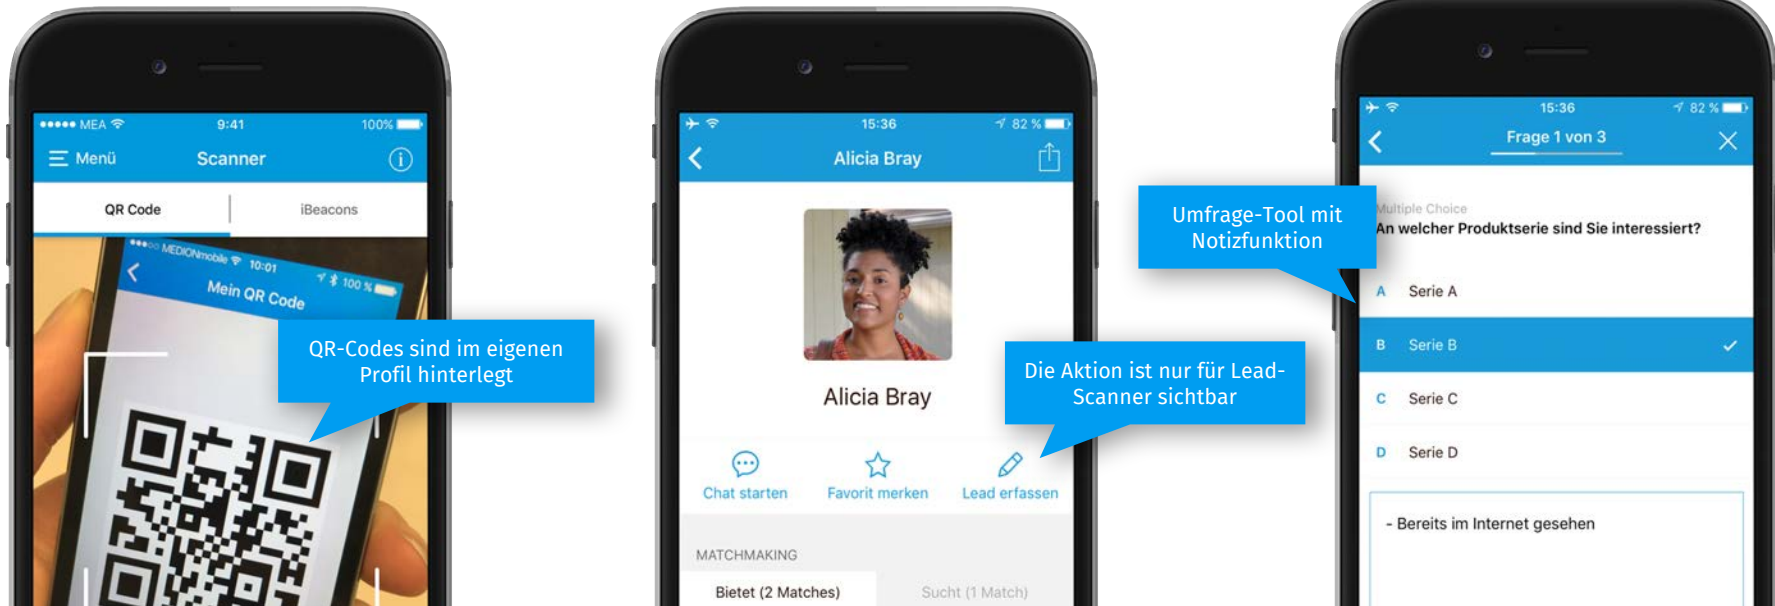 MEA
9:41
100%
Menü
Scanner
QR Code
iBeacons
MEDIONmobile
10:01
100 %
Mein QR Code
QR-Codes sind im eigenen
Profil hinterlegt
15:36
82 %
Alicia Bray
Alicia Bray
Die Aktion ist nur für Lead-
Scanner sichtbar
Chat starten
Favorit merken
Lead erfassen
MATCHMAKING
Bietet (2 Matches)
Sucht (1 Match)
15:36
82 %
Frage 1 von 3
Umfrage-Tool mit
Notizfunktion
Multiple Choice
An welcher Produktserie sind Sie interessiert?
A Serie A
B Serie B
C Serie C
D Serie D
- Bereits im Internet gesehen